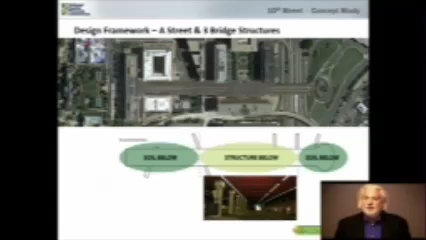 10th Street - Concept Study
Design Framework – A Street & 3 Bridge Structures
SOIL BELOW
STRUCTURE BELOW
SOIL BELOW